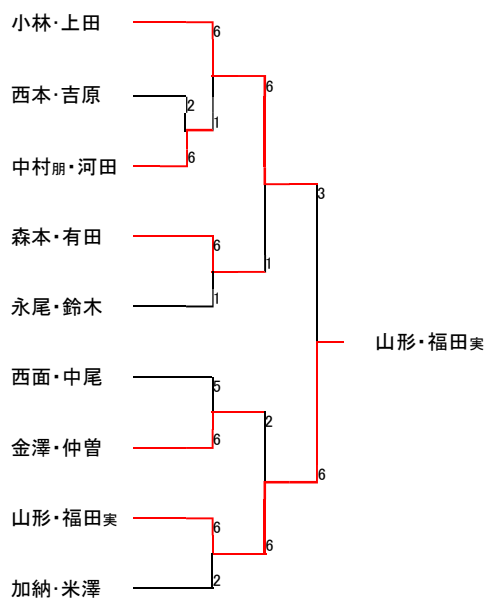 小林・上田
6
西本・吉原
2
6
1
中村朋・河田
6
3
森本・有田
6
1
永尾・鈴木
1
山形・福田実
西面・中尾
5
2
金澤・仲曽
6
6
山形・福田実
6
6
加納・米澤
2